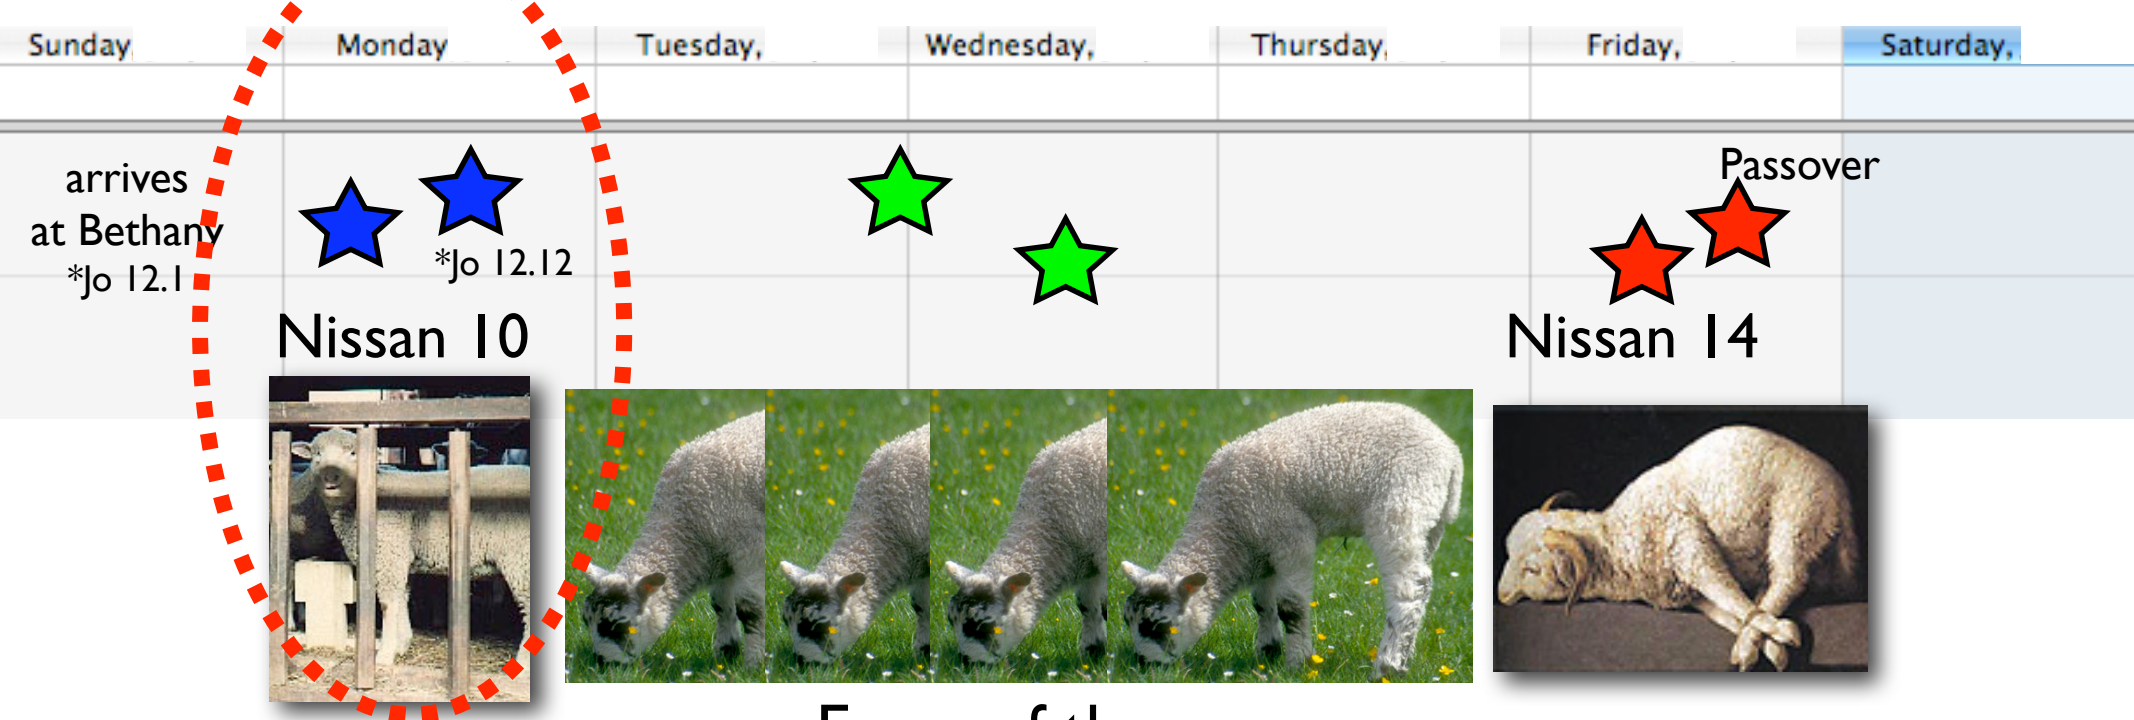 Sunday,
Monday
Tuesday,
Wednesday,
Thursday,
Friday,
Saturday,
arrives
at Bethany
*Jo 12.1
*Jo 12.12
Passover
Nissan 10
Nissan 14